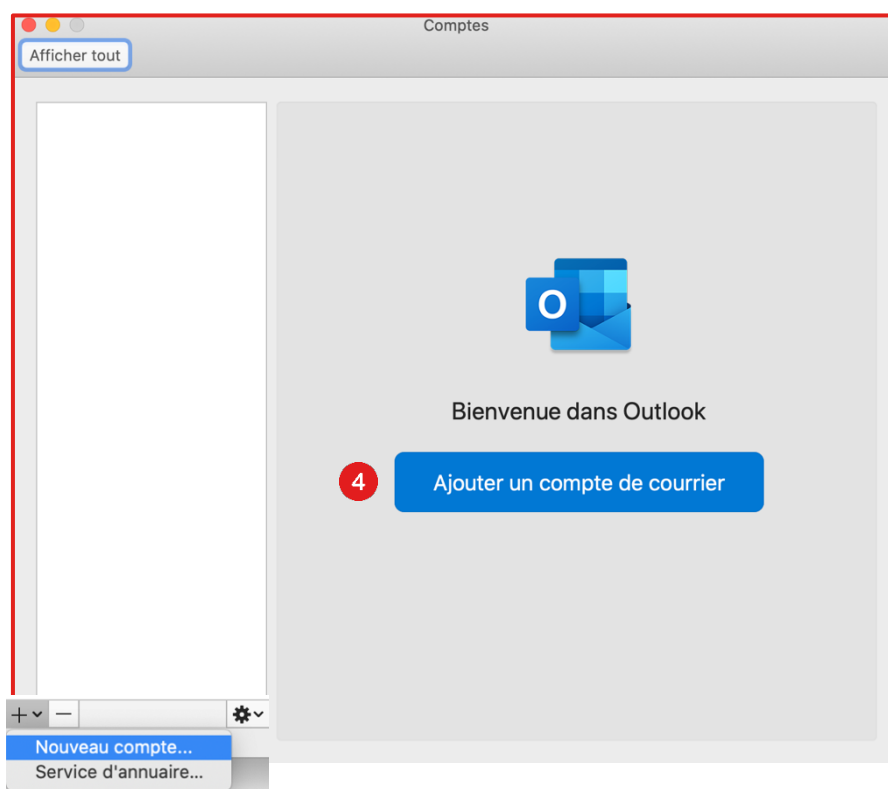 Comptes
Afficher tout
O
Bienvenue dans Outlook
4
Ajouter un compte de courrier
Nouveau compte...
Service d'annuaire...